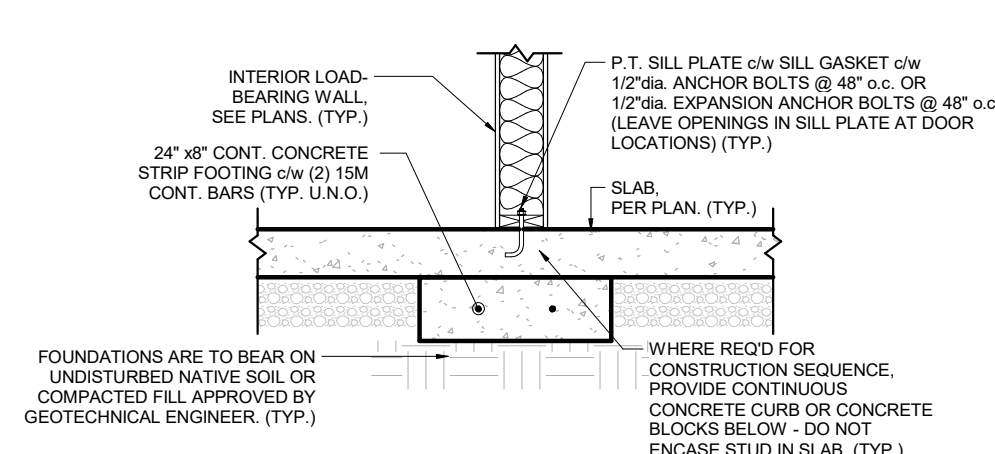 INTERIOR LOAD-
BEARING WALL,
SEE PLANS. (TYP.)
24" x8" CONT. CONCRETE
STRIP FOOTING c/w (2) 15M
CONT. BARS (TYP. U.N.O.)
P.T. SILL PLATE c/w SILL GASKET c/w
1/2"dia. ANCHOR BOLTS @ 48" o.c. OR
1/2"dia. EXPANSION ANCHOR BOLTS @ 48" o.c
(LEAVE OPENINGS IN SILL PLATE AT DOOR
LOCATIONS) (TYP.)
SLAB,
PER PLAN. (TYP.)
FOUNDATIONS ARE TO BEAR ON
UNDISTURBED NATIVE SOIL OR
COMPACTED FILL APPROVED BY
GEOTECHNICAL ENGINEER. (TYP.)
WHERE REQ'D FOR
CONSTRUCTION SEQUENCE,
PROVIDE CONTINUOUS
CONCRETE CURB OR CONCRETE
BLOCKS BELOW - DO NOT
ENCASE STUD IN SLAB. (TYP.)